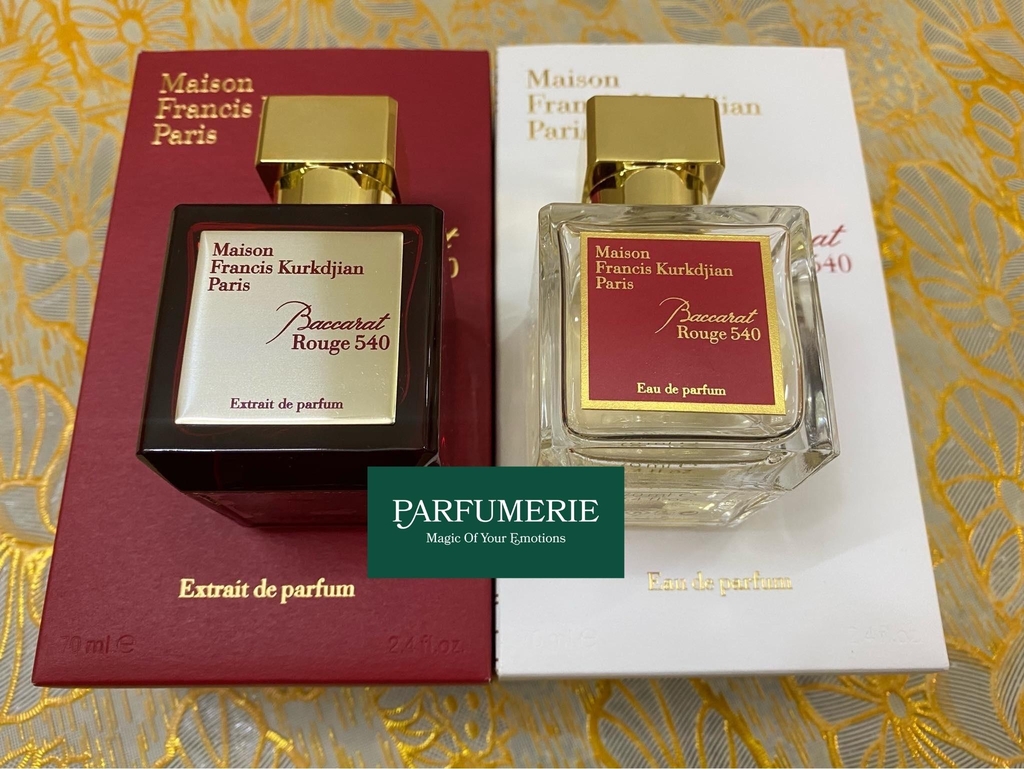 Maison
Francis
Paris
Maison
Francis Kurkdjian
Paris
Baccarat
Rouge 540
Extrait de parfum
Extrait de parfum
70 ml e
2.4 fl.oz.
Maison
Paris
at
540
Maison
Francis Kurkdjian
Paris
Baccarat
Rouge 540
Eau de parfum
Eau de parfum
PARFUMERIE
Magic Of Your Emotions